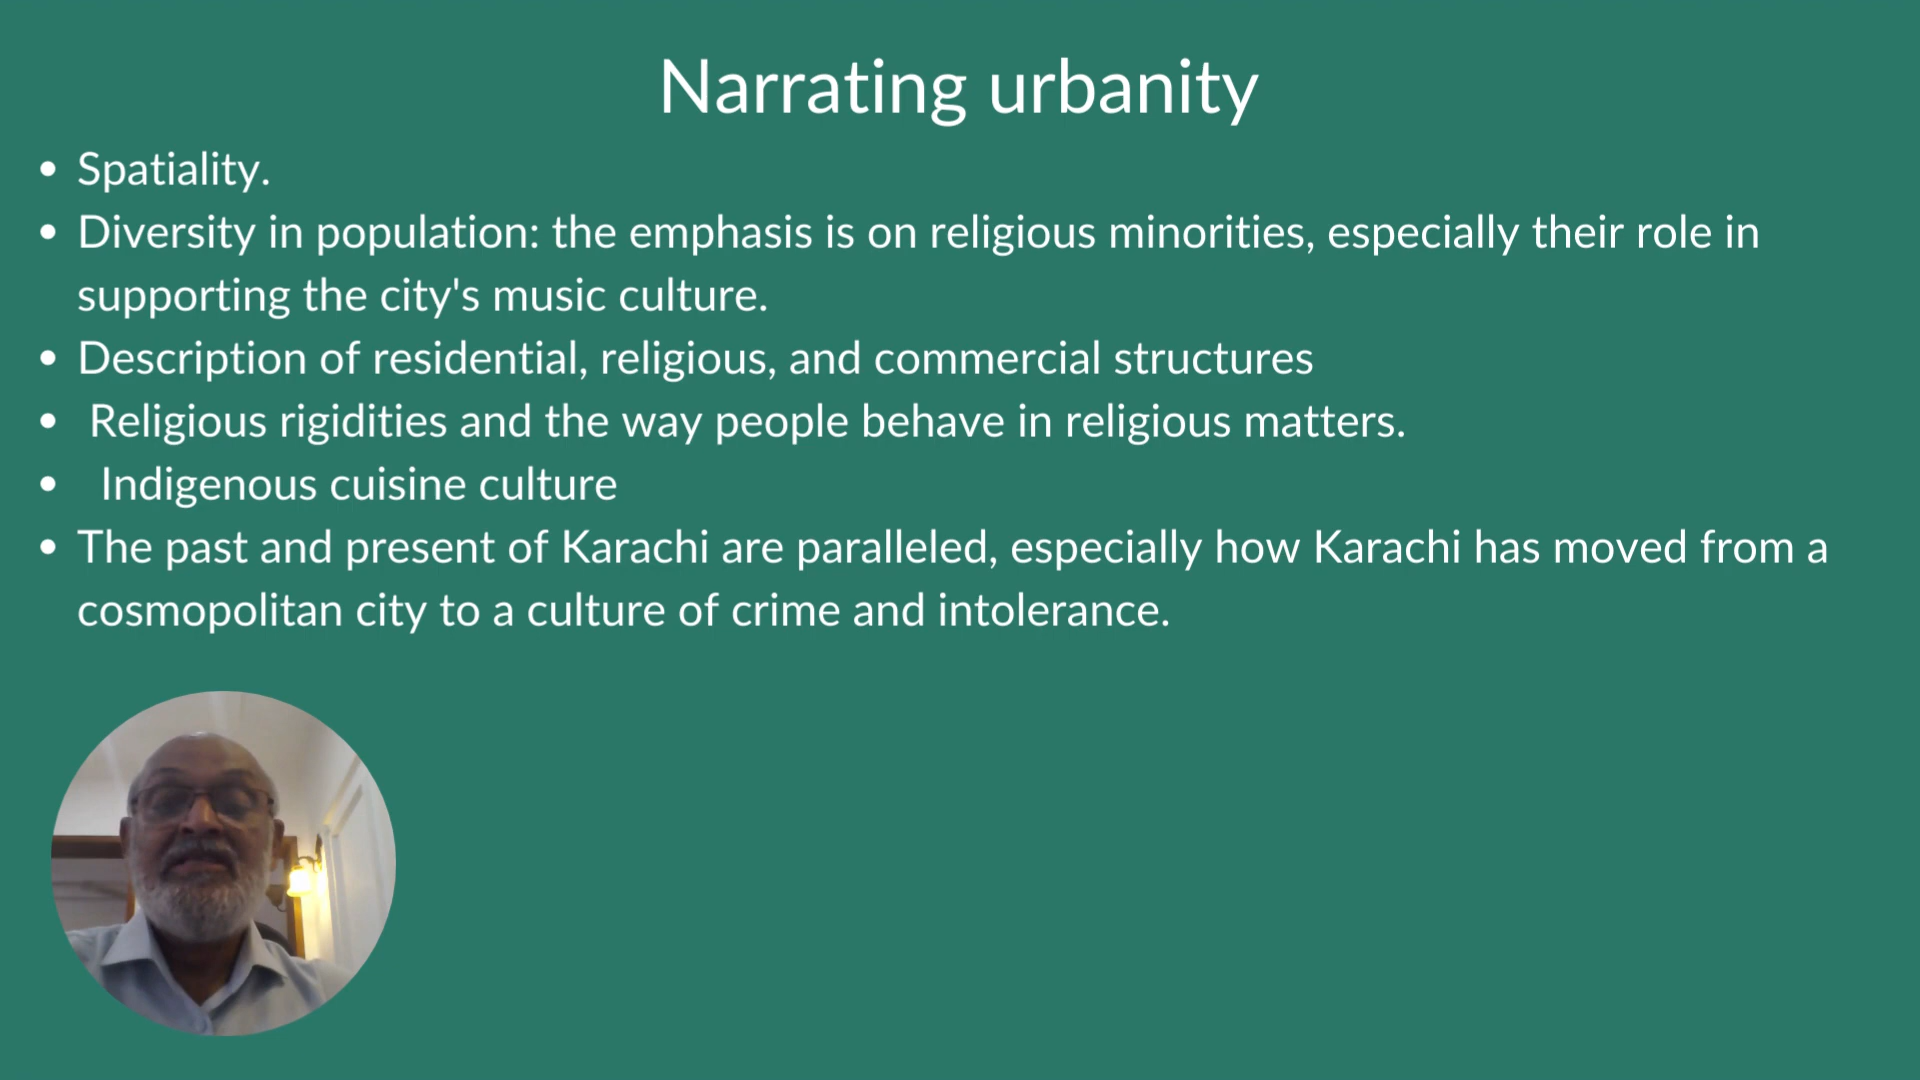 Narrating urbanity
• Spatiality.
• Diversity in population: the emphasis is on religious minorities, especially their role in
supporting the city's music culture.
• Description of residential, religious, and commercial structures
• Religious rigidities and the way people behave in religious matters.
• Indigenous cuisine culture
• The past and present of Karachi are paralleled, especially how Karachi has moved from a
cosmopolitan city to a culture of crime and intolerance.